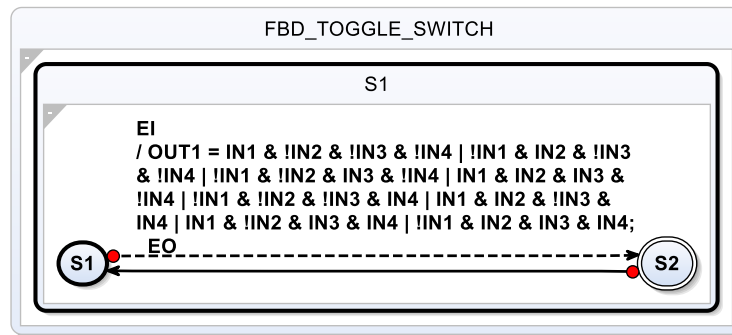 FBD_TOGGLE_SWITCH
S1
EI
/ OUT1 = IN1 & !IN2 & !IN3 & !IN4 | !IN1 & IN2 & !IN3
& !IN4 | !IN1 & !IN2 & IN3 & !IN4 | IN1 & IN2 & IN3 &
!IN4 | !IN1 & !IN2 & !IN3 & IN4 | IN1 & IN2 & !IN3 &
IN4 | IN1 & !IN2 & IN3 & IN4 | !IN1 & IN2 & IN3 & IN4;
EO
S1
S2